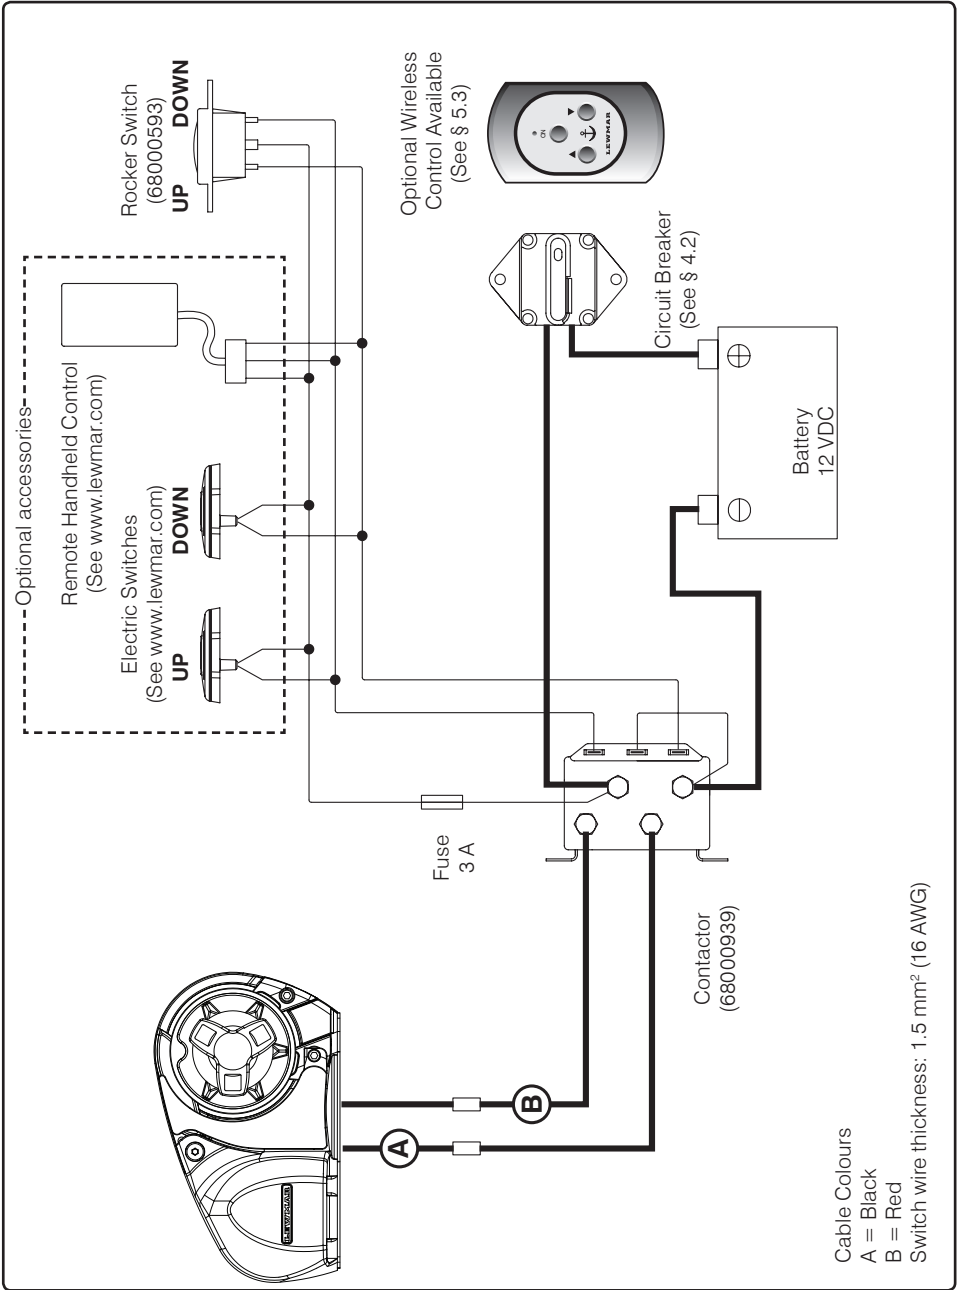 Optional accessories
Remote Handheld Control
(See www.lewmar.com)
Electric Switches
(See www.lewmar.com)
UP
DOWN
Rocker Switch
(68000593)
UP
DOWN
Optional Wireless
Control Available
(See § 5.3)
ON
LEWMAR
Circuit Breaker
(See § 4.2)
Battery
12 VDC
Fuse
3 A
Contactor
(68000939)
LEWMAR
A
B
Cable Colours
A = Black
B = Red
Switch wire thickness: 1.5 mm² (16 AWG)